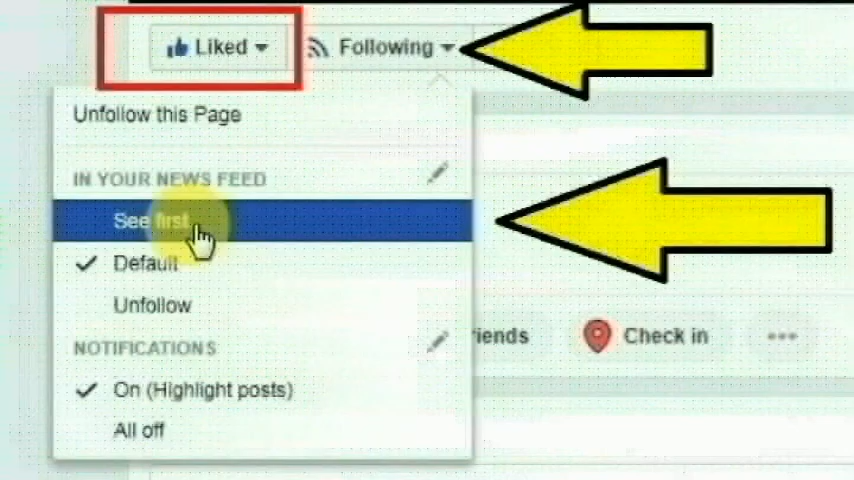 Liked Following
Unfollow this Page
IN YOUR NEWS FEED
See first
Default
Unfollow
riends Check in
NOTIFICATIONS
On (Highlight posts)
All off